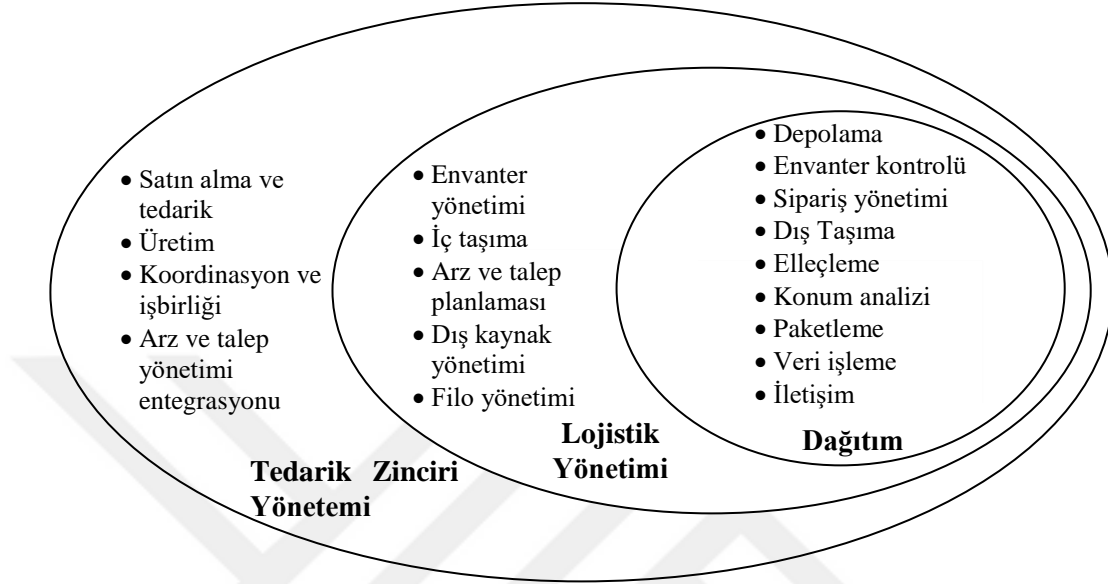 • Satın alma ve
tedarik
• Üretim
• Koordinasyon ve
işbirliği
• Arz ve talep
yönetimi
entegrasyonu
Tedarik Zinciri
Yönetemi
• Envanter
yönetimi
• İç taşıma
• Arz ve talep
planlaması
• Dış kaynak
yönetimi
• Filo yönetimi
Lojistik
Yönetimi
• Depolama
• Envanter kontrolü
• Sipariş yönetimi
• Dış Taşıma
• Elleçleme
• Konum analizi
• Paketleme
• Veri işleme
• İletişim
Dağıtım